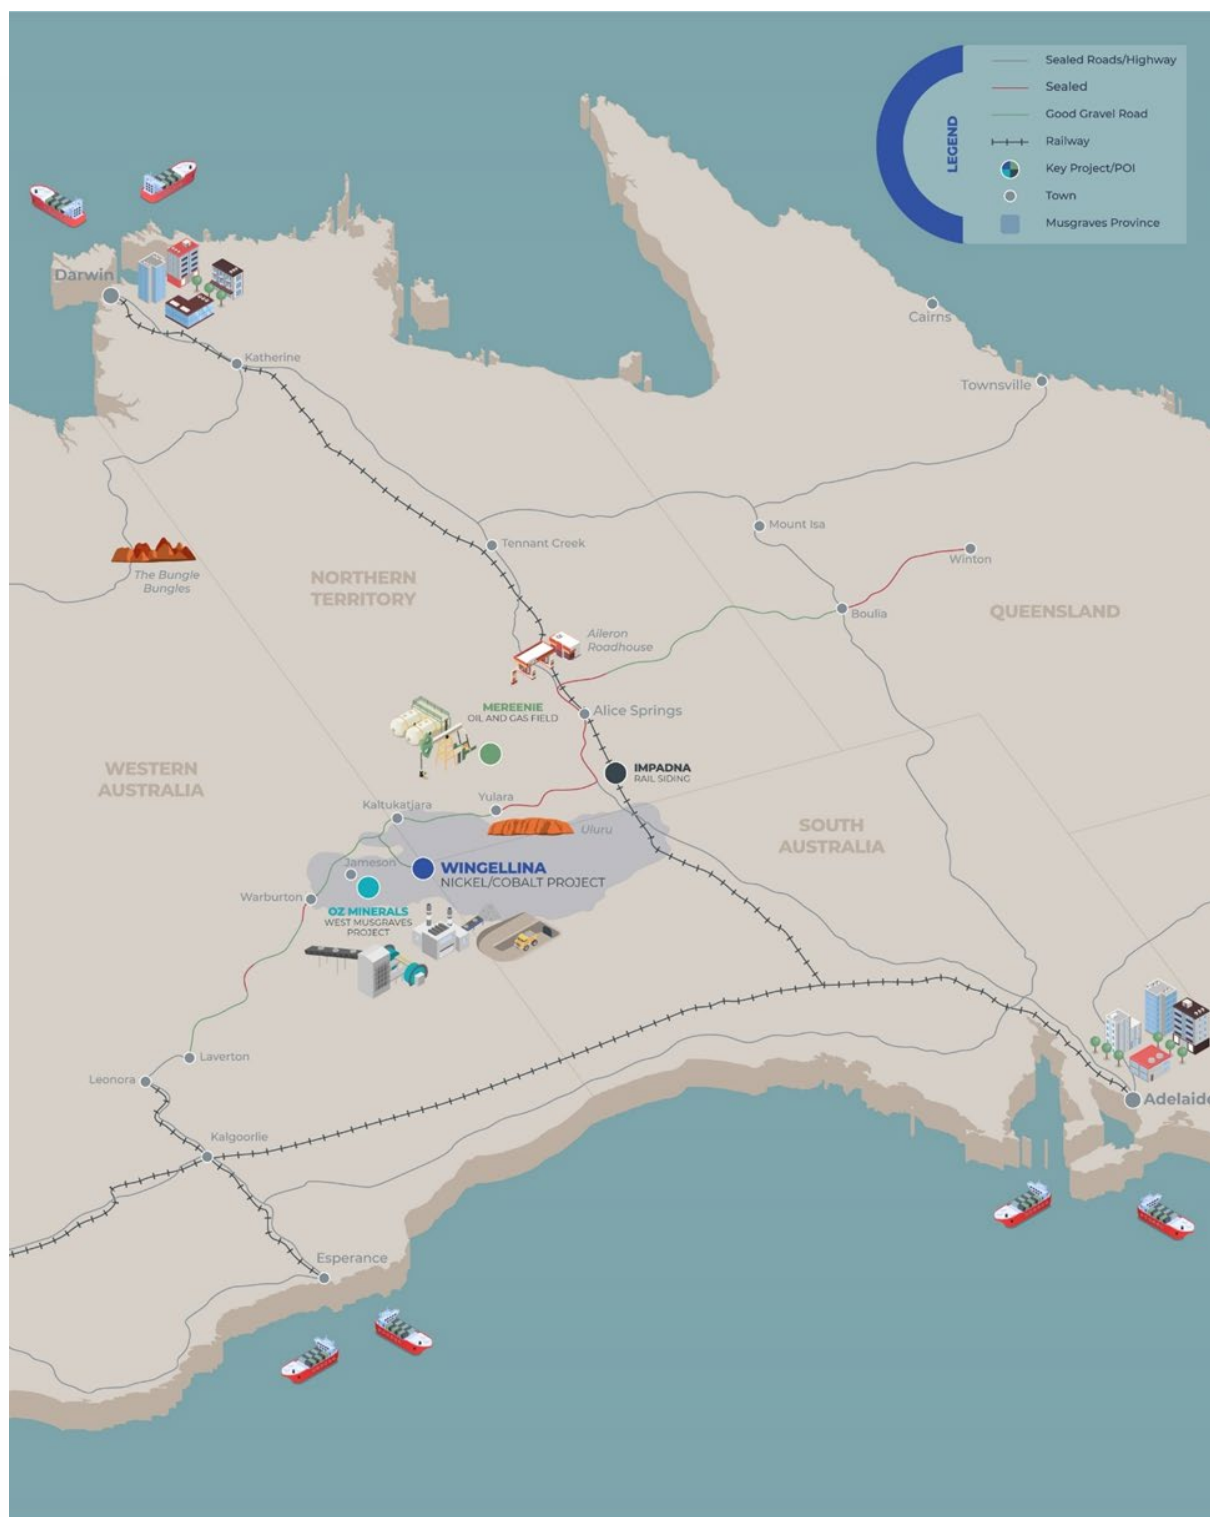 LEGEND
Sealed Roads/Highway
Sealed
Good Gravel Road
Railway
Key Project/POI
Town
Musgraves Province
Darwin
Cairns
Katherine
Townsville
Mount Isa
Tennant Creek
Winton
The Bungle
Bungles
NORTHERN
TERRITORY
QUEENSLAND
Boulia
Aileron
Roadhouse
MEREENIE
OIL AND GAS FIELD
Alice Springs
WESTERN
AUSTRALIA
IMPADNA
RAIL SIDING
Yulara
Kaltukatjara
Uluru
SOUTH
AUSTRALIA
Jameson
WINGELLINA
NICKEL/COBALT PROJECT
Warburton
OZ MINERALS
WEST MUSGRAVES
PROJECT
Laverton
Leonora
Adelaide
Kalgoorlie
Esperance